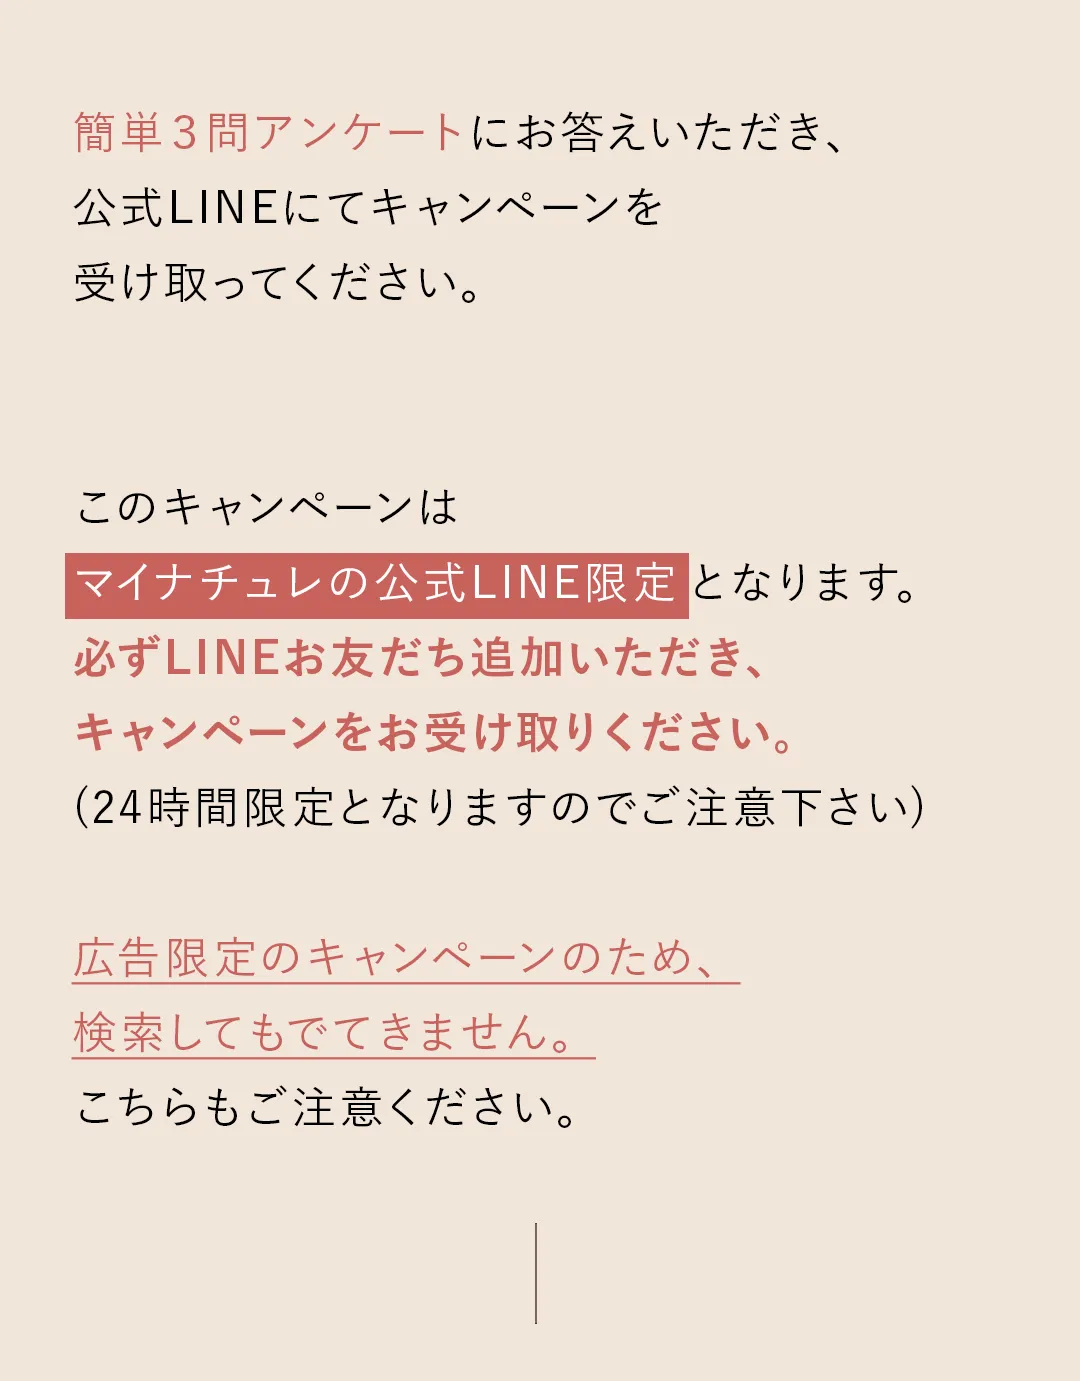 簡単３問アンケートにお答えいただき、
公式LINEにてキャンペーンを
受け取ってください。
このキャンペーンは
マイナチュレの公式LINE限定となります。
必ずLINEお友だち追加いただき、
キャンペーンをお受け取りください。
(24時間限定となりますのでご注意下さい)
広告限定のキャンペーンのため、
検索してもでてきません。
こちらもご注意ください。